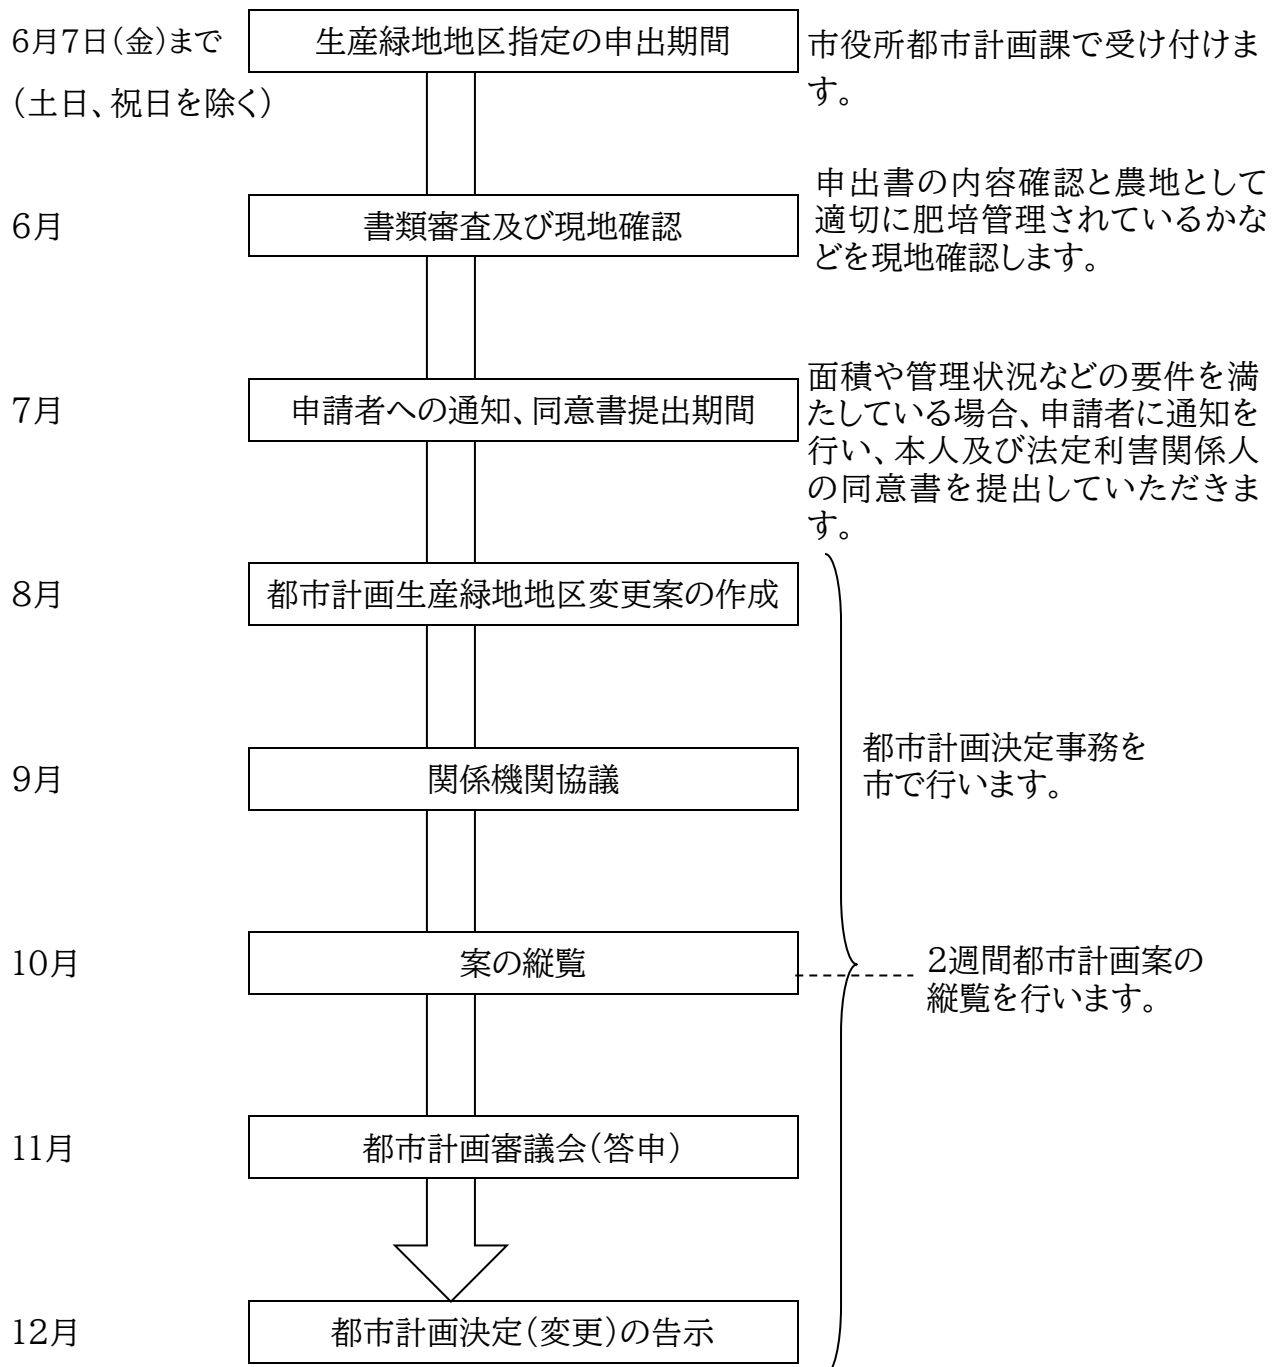 6月7日(金)まで
(土日、祝日を除く)
生産緑地地区指定の申出期間
市役所都市計画課で受け付けま
す。
6月
書類審査及び現地確認
申出書の内容確認と農地として
適切に肥培管理されているかな
どを現地確認します。
7月
申請者への通知、同意書提出期間
面積や管理状況などの要件を満
たしている場合、申請者に通知を
行い、本人及び法定利害関係人
の同意書を提出していただきま
す。
8月
都市計画生産緑地地区変更案の作成
9月
関係機関協議
都市計画決定事務を
市で行います。
10月
案の縦覧
2週間都市計画案の
縦覧を行います。
11月
都市計画審議会(答申)
12月
都市計画決定(変更)の告示